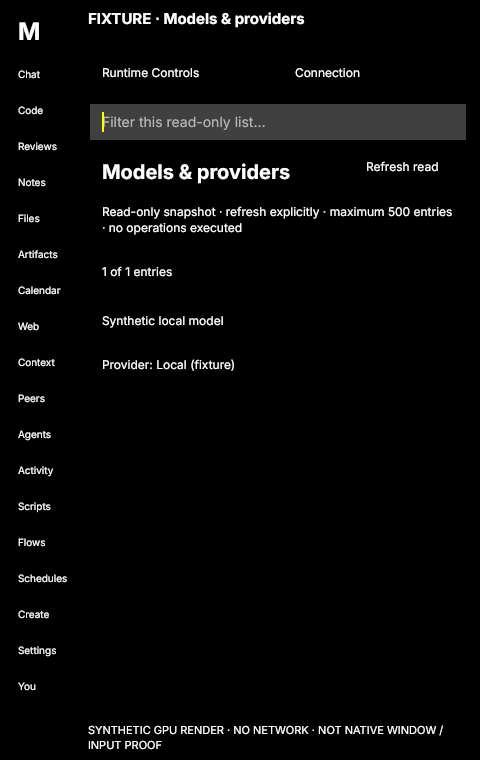 M
FIXTURE · Models & providers
Chat
Code
Reviews
Notes
Files
Artifacts
Calendar
Web
Context
Peers
Agents
Activity
Scripts
Flows
Schedules
Create
Settings
You
Runtime Controls
Connection
Filter this read-only list...
Models & providers
Refresh read
Read-only snapshot · refresh explicitly · maximum 500 entries
· no operations executed
1 of 1 entries
Synthetic local model
Provider: Local (fixture)
SYNTHETIC GPU RENDER · NO NETWORK · NOT NATIVE WINDOW /
INPUT PROOF